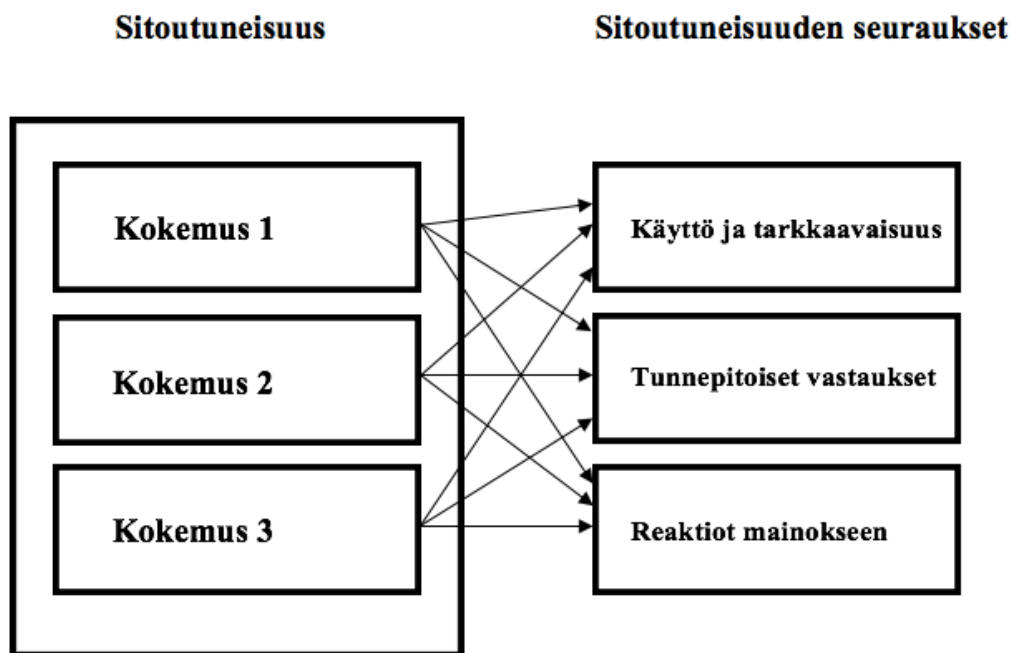 Sitoutuneisuus
Sitoutuneisuuden seuraukset
Kokemus 1
Käyttö ja tarkkaavaisuus
Kokemus 2
Tunnepitoiset vastaukset
Kokemus 3
Reaktiot mainokseen